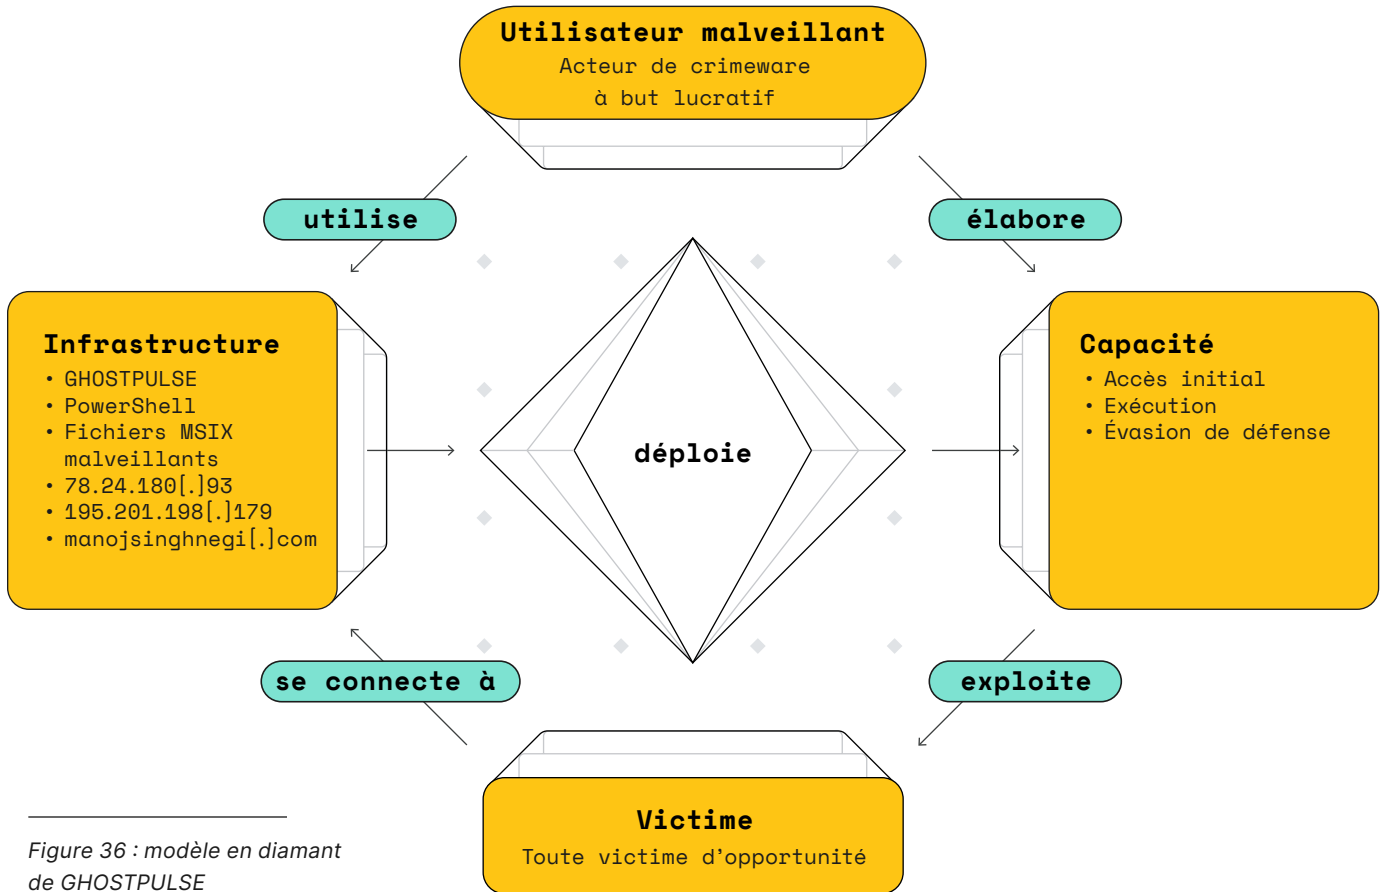 Utilisateur malveillant
Acteur de crimeware
à but lucratif
utilise
élabore
Infrastructure
• GHOSTPULSE
• PowerShell
• Fichiers MSIX
malveillants
• 78.24.180[.]93
• 195.201.198[.]179
• manojsinghnegi[.]com
déploie
Capacité
• Accès initial
• Exécution
• Évasion de défense
se connecte à
exploite
Victime
Toute victime d’opportunité
Figure 36 : modèle en diamant
de GHOSTPULSE